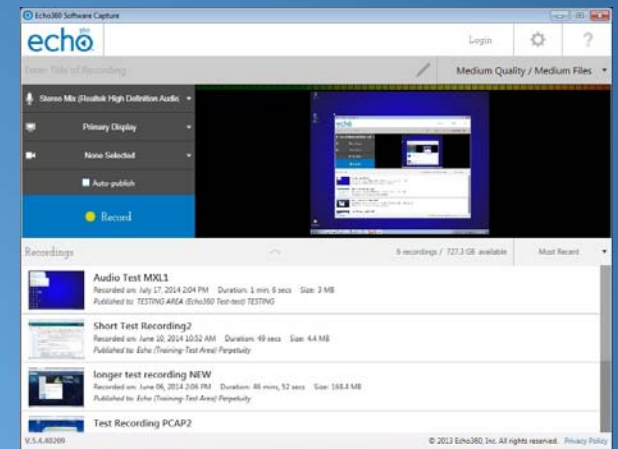 Echo360 Software Capture
echo
Login
?
Enter Title of Recording
Medium Quality / Medium Files
Stereo Mix (Realtek High Definition Audio
Primary Display
None Selected
Auto-publish
Record
Recordings
recordings / 727.3 GB available
Most Recent
Audio Test MXL1
Recorded on: July 17, 2014 2:04 PM Duration: 1 min, 6 secs Size: 3 MB
Published to: TESTING AREA (Echo360 Test-test) TESTING
Short Test Recording2
Recorded on: June 10, 2014 10:52 AM Duration: 49 secs Size: 4.4 MB
Published to: Echo (Training-Test Area) Perpetuity
longer test recording NEW
Recorded on: June 06, 2014 2:06 PM Duration: 46 mins, 52 secs Size: 168.4 MB
Published to: Echo (Training-Test Area) Perpetuity
Test Recording PCAP2
V.5.4.40209
© 2013 Echo360, Inc. All rights reserved. Privacy Policy